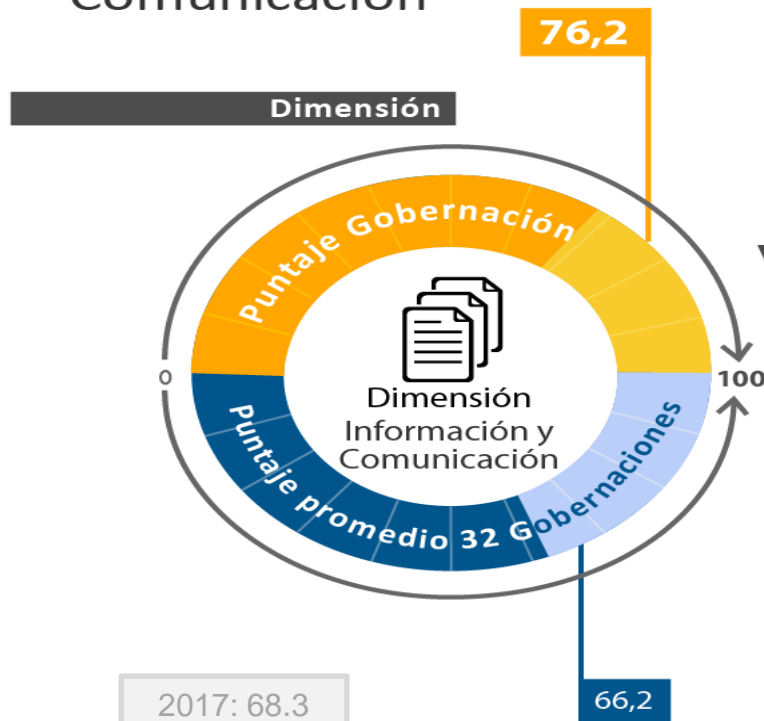 Comunicación
76,2
Dimensión
Puntaje Gobernación
0
100
Dimensión
Información y
Comunicación
Puntaje promedio 32 Gobernaciones
66,2
2017: 68.3